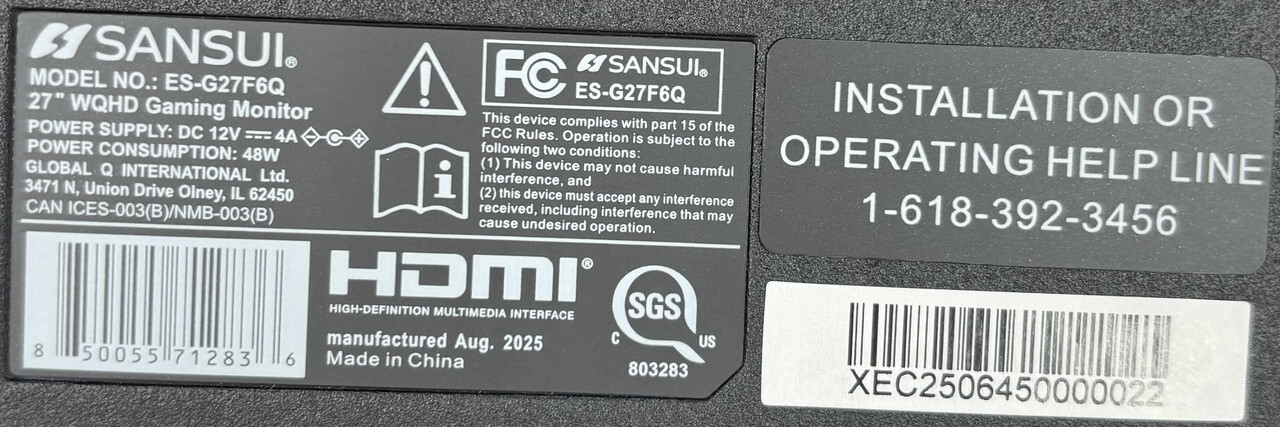 SANSUI®
MODEL NO.: ES-G27F6Q
27" WQHD Gaming Monitor
POWER SUPPLY: DC 12V ⎓ 4A
POWER CONSUMPTION: 48W
GLOBAL Q INTERNATIONAL Ltd.
3471 N, Union Drive Olney, IL 62450
CAN ICES-003(B)/NMB-003(B)
FC SANSUI®
ES-G27F6Q
This device complies with part 15 of the
FCC Rules. Operation is subject to the
following two conditions:
(1) This device may not cause harmful
interference, and
(2) this device must accept any interference
received, including interference that may
cause undesired operation.
8 50055 71283 6
HDMI®
HIGH-DEFINITION MULTIMEDIA INTERFACE
manufactured Aug. 2025
Made in China
SGS
C US
803283
INSTALLATION OR
OPERATING HELP LINE
1-618-392-3456
XEC2506450000022